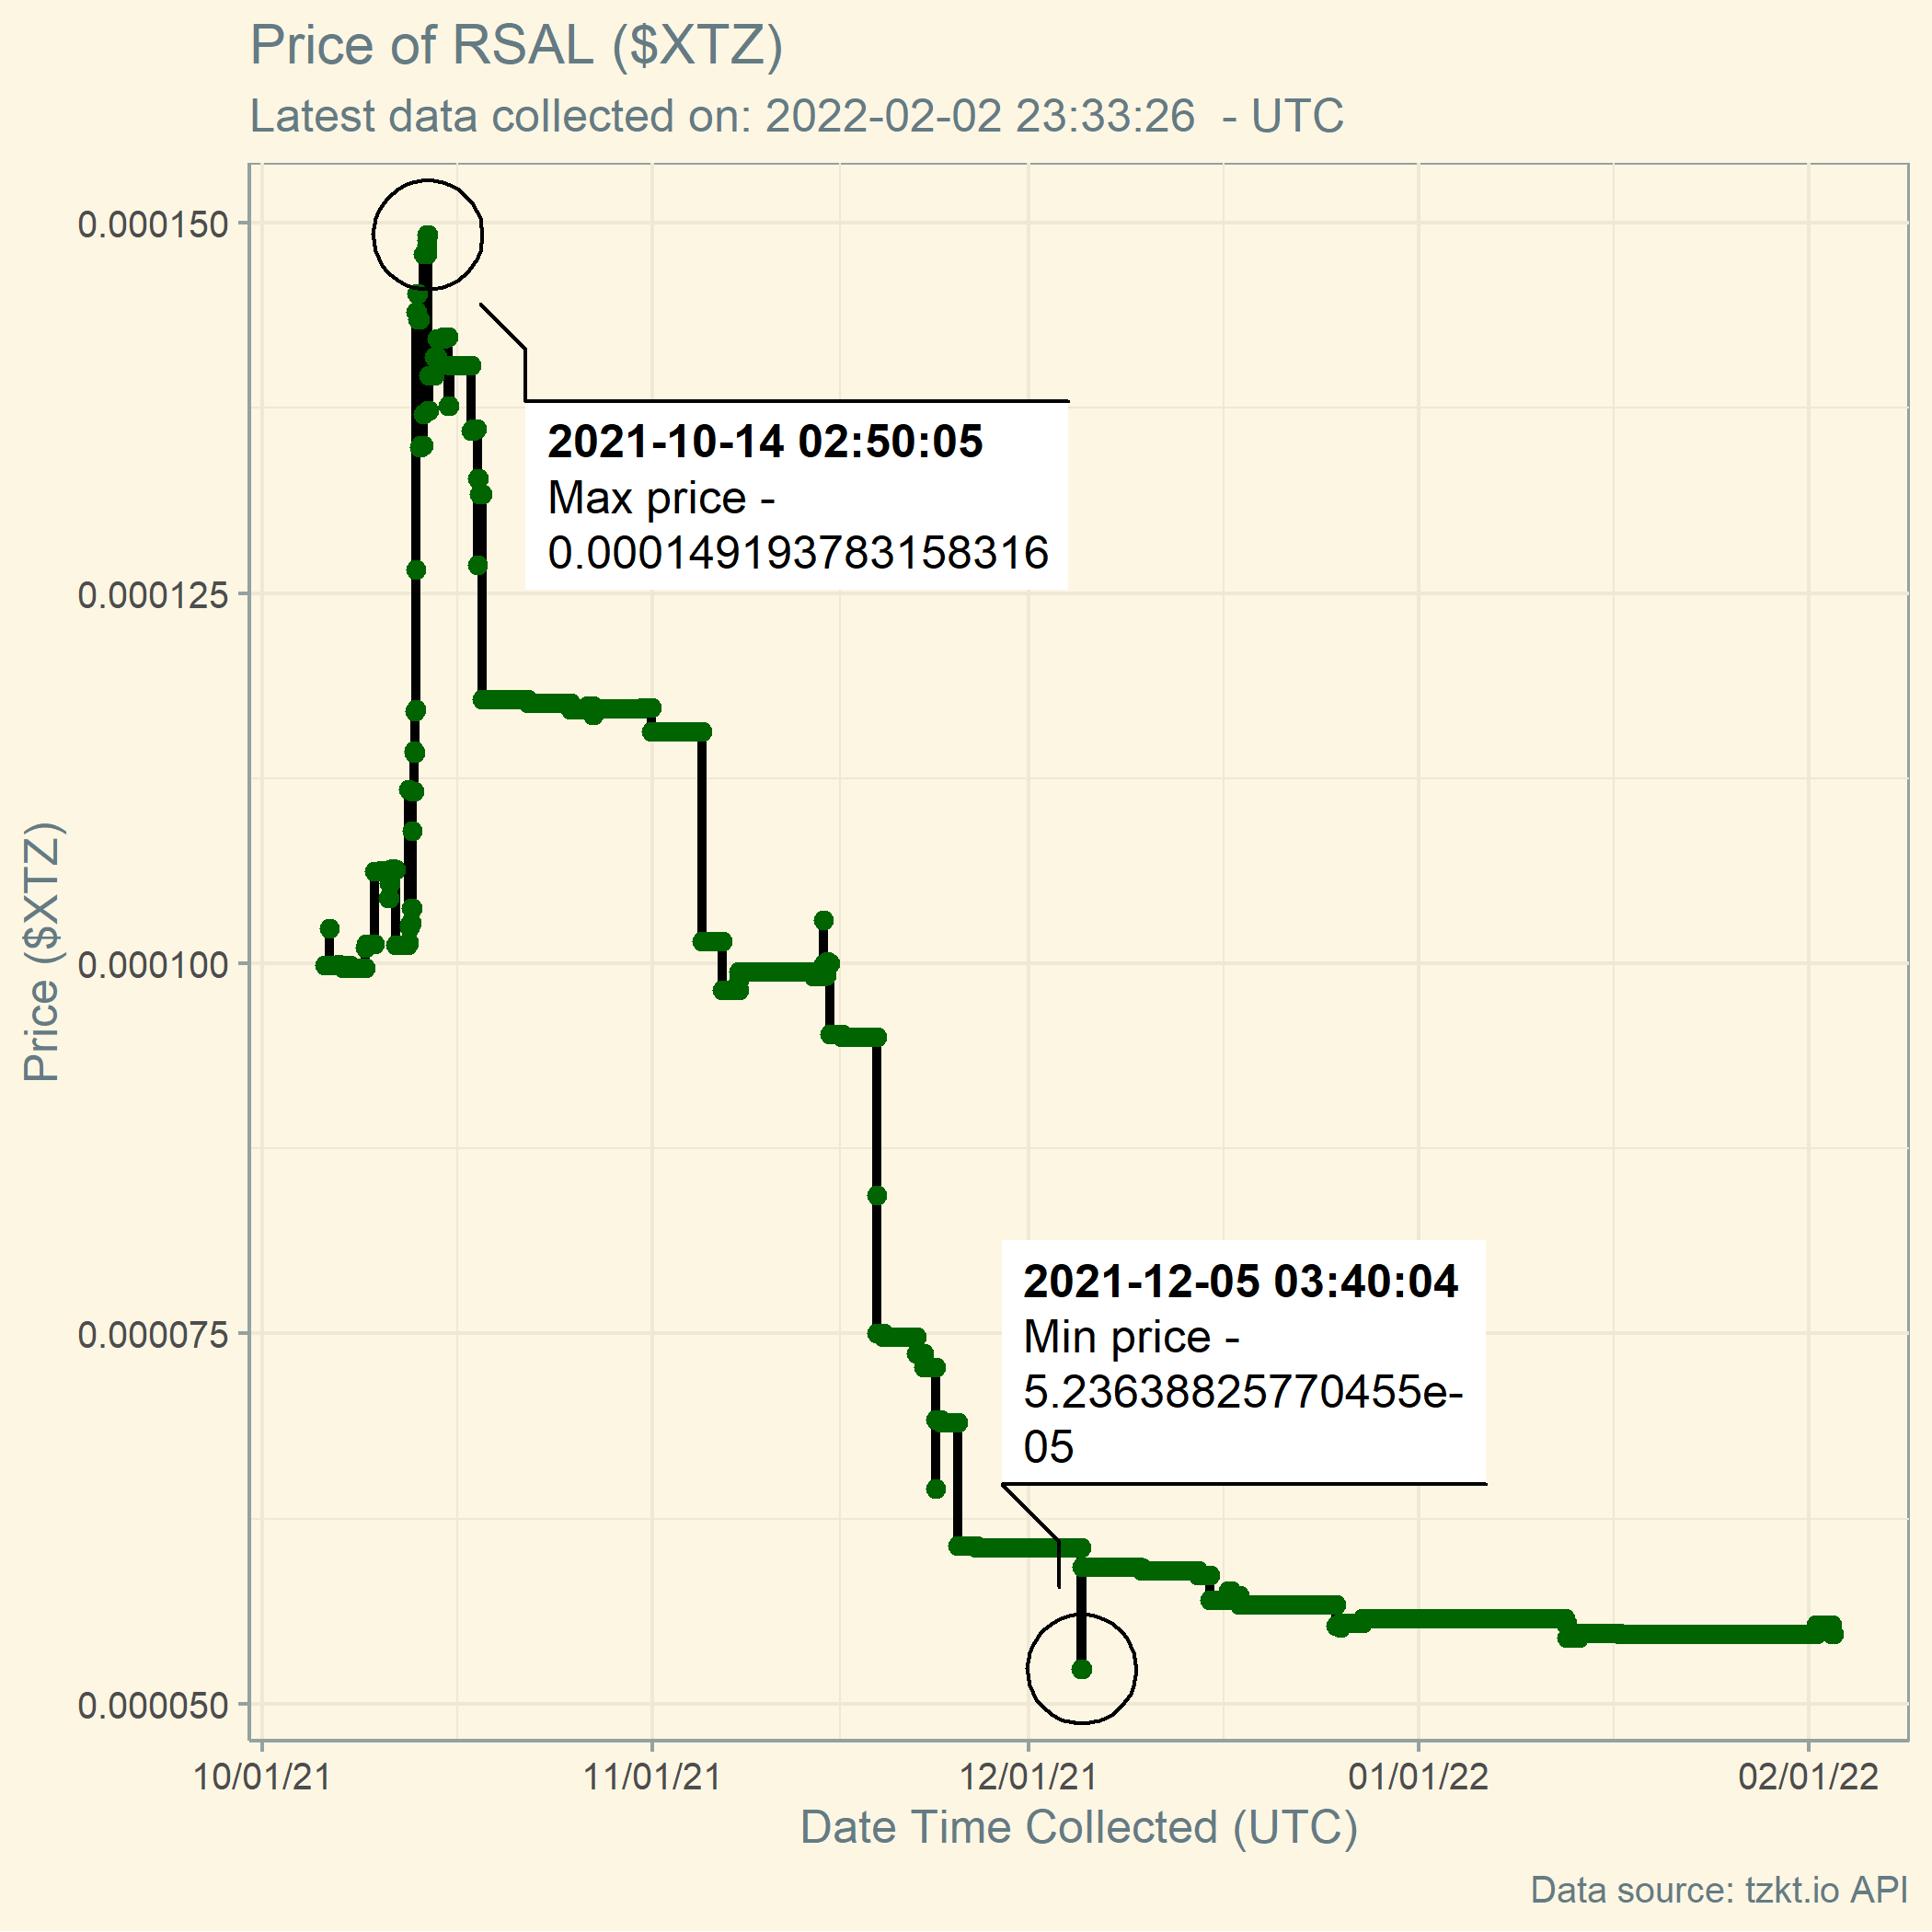 Price of RSAL ($XTZ)
Latest data collected on: 2022-02-02 23:33:26  - UTC
0.000150
2021-10-14 02:50:05
Max price -
0.000149193783158316
0.000125
Price ($XTZ)
0.000100
2021-12-05 03:40:04
Min price -
5.23638825770455e-
05
0.000075
0.000050
10/01/21
11/01/21
12/01/21
01/01/22
02/01/22
Date Time Collected (UTC)
Data source: tzkt.io API